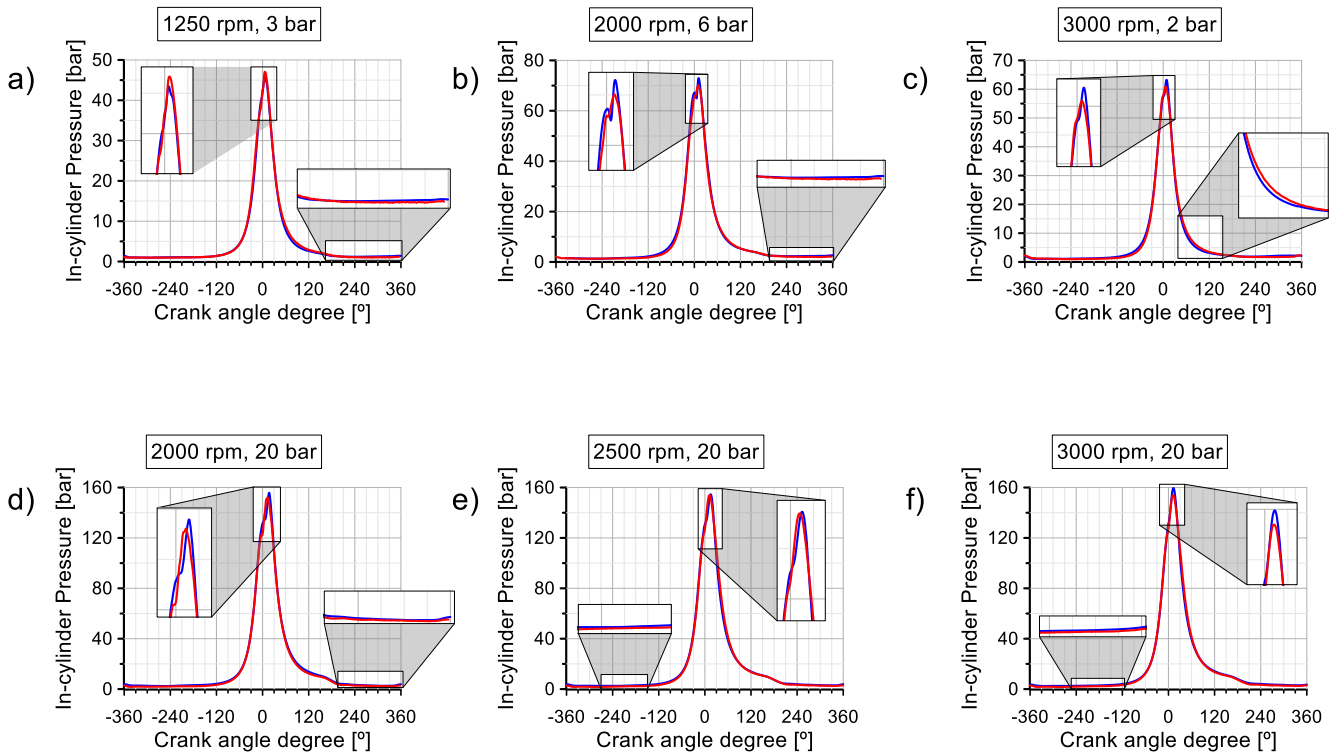 1250 rpm, 3 bar
a)
In-cylinder Pressure [bar]
50
45
40
35
30
25
20
15
10
5
0
-360 -240 -120 0 120 240 360
Crank angle degree [º]
2000 rpm, 6 bar
b)
In-cylinder Pressure [bar]
80
60
40
20
0
-360 -240 -120 0 120 240 360
Crank angle degree [º]
3000 rpm, 2 bar
c)
In-cylinder Pressure [bar]
70
60
50
40
30
20
10
0
-360 -240 -120 0 120 240 360
Crank angle degree [º]
2000 rpm, 20 bar
d)
In-cylinder Pressure [bar]
160
120
80
40
0
-360 -240 -120 0 120 240 360
Crank angle degree [º]
2500 rpm, 20 bar
e)
In-cylinder Pressure [bar]
160
120
80
40
0
-360 -240 -120 0 120 240 360
Crank angle degree [º]
3000 rpm, 20 bar
f)
In-cylinder Pressure [bar]
160
120
80
40
0
-360 -240 -120 0 120 240 360
Crank angle degree [º]